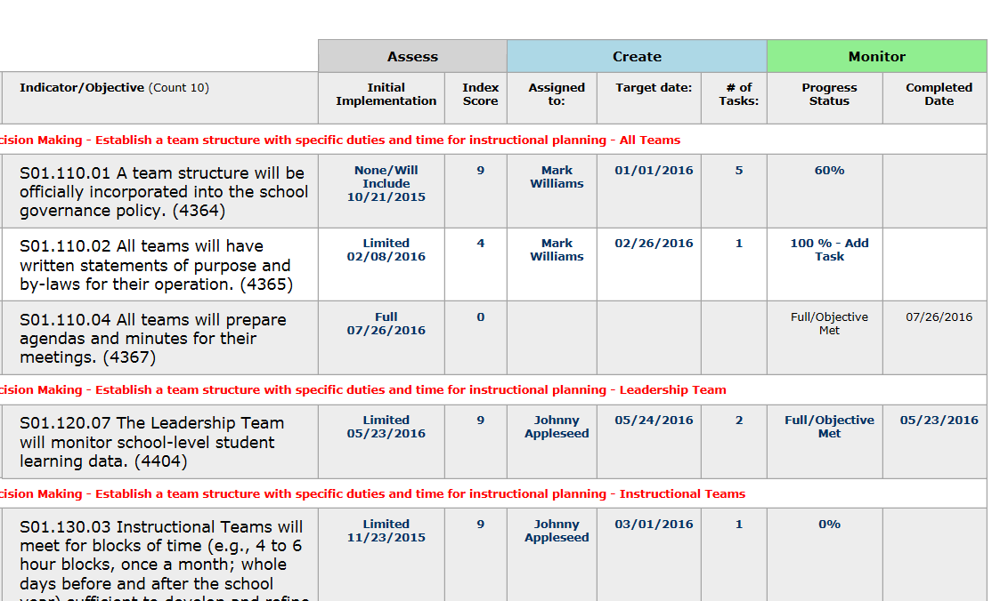 Assess Create Monitor
Indicator/Objective (Count 10) Initial Index Assigned Target date: # of Progress Completed
Implementation Score to: Tasks: Status Date
Making - Establish a team structure with specific duties and time for instructional planning - All Teams
S01.110.01 A team structure will be None/Will 9 Mark 01/01/2016 5 60%
officially incorporated into the school Include Williams
governance policy. (4364) 10/21/2015
S01.110.02 All teams will have Limited 4 Mark 02/26/2016 1 100 % - Add
written statements of purpose and 02/08/2016 Williams Task
by-laws for their operation. (4365)
S01.110.04 All teams will prepare Full 0 Full/Objective 07/26/2016
agendas and minutes for their 07/26/2016 Met
meetings. (4367)
Making - Establish a team structure with specific duties and time for instructional planning - Leadership Team
S01.120.07 The Leadership Team Limited 9 Johnny 05/24/2016 2 Full/Objective 05/23/2016
will monitor school-level student 05/23/2016 Appleseed Met
learning data. (4404)
Making - Establish a team structure with specific duties and time for instructional planning - Instructional Teams
S01.130.03 Instructional Teams will Limited 9 Johnny 03/01/2016 1 0%
meet for blocks of time (e.g., 4 to 6 11/23/2015 Appleseed
hour blocks, once a month; whole
days before and after the school
year) sufficient to develop and refine